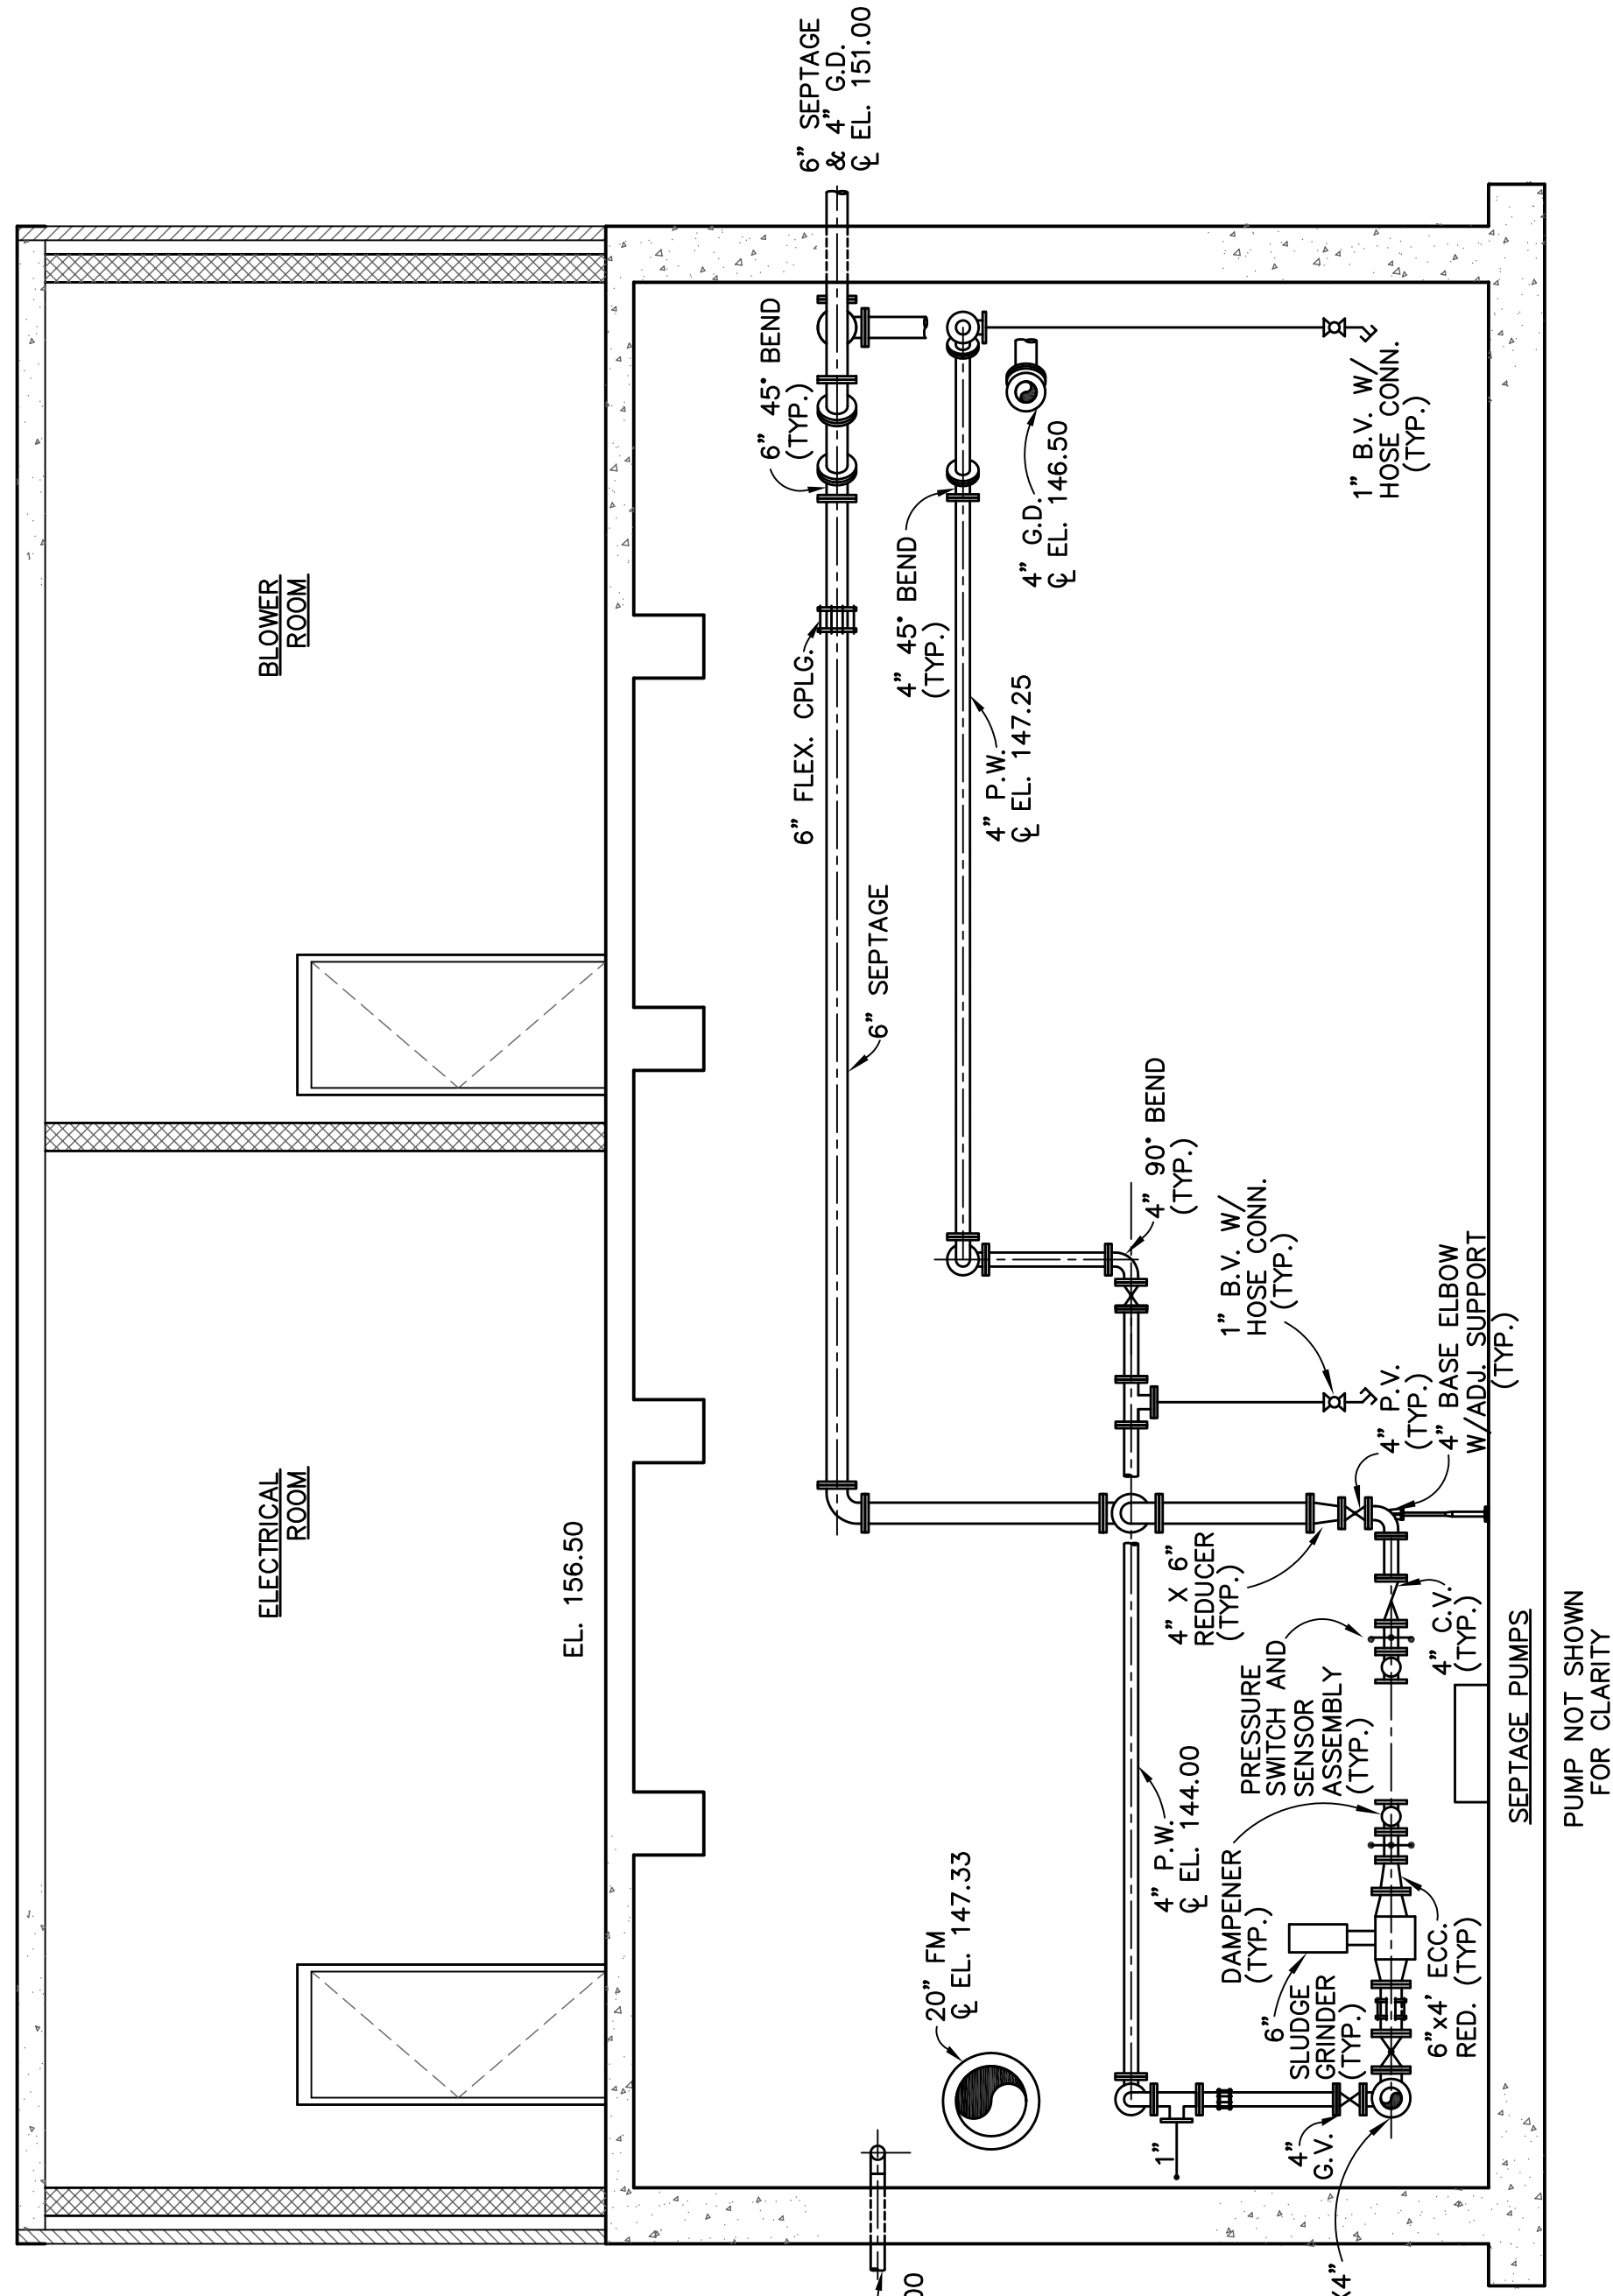 ELECTRICAL
ROOM
BLOWER
ROOM
EL. 156.50
6” SEPTAGE
& 4” G.D.
℄ EL. 151.00
6” FLEX. CPLG.
6” 45° BEND
(TYP.)
6” SEPTAGE
4” 45° BEND
(TYP.)
4” P.W.
℄ EL. 147.25
4” G.D.
℄ EL. 146.50
20” FM
℄ EL. 147.33
00
4” 90° BEND
(TYP.)
1” B.V. W/
HOSE CONN.
(TYP.)
1” B.V. W/
HOSE CONN.
(TYP.)
4” P.W.
℄ EL. 144.00
4” X 6”
REDUCER
(TYP.)
1”
DAMPENER
(TYP.)
PRESSURE
SWITCH AND
SENSOR
ASSEMBLY
(TYP.)
6”
SLUDGE
GRINDER
(TYP.)
4”
G.V.
4” P.V.
(TYP.)
4” BASE ELBOW
W/ADJ. SUPPORT
(TYP.)
x4”
6”x4' ECC.
RED. (TYP)
4” C.V.
(TYP.)
SEPTAGE PUMPS
PUMP NOT SHOWN
FOR CLARITY